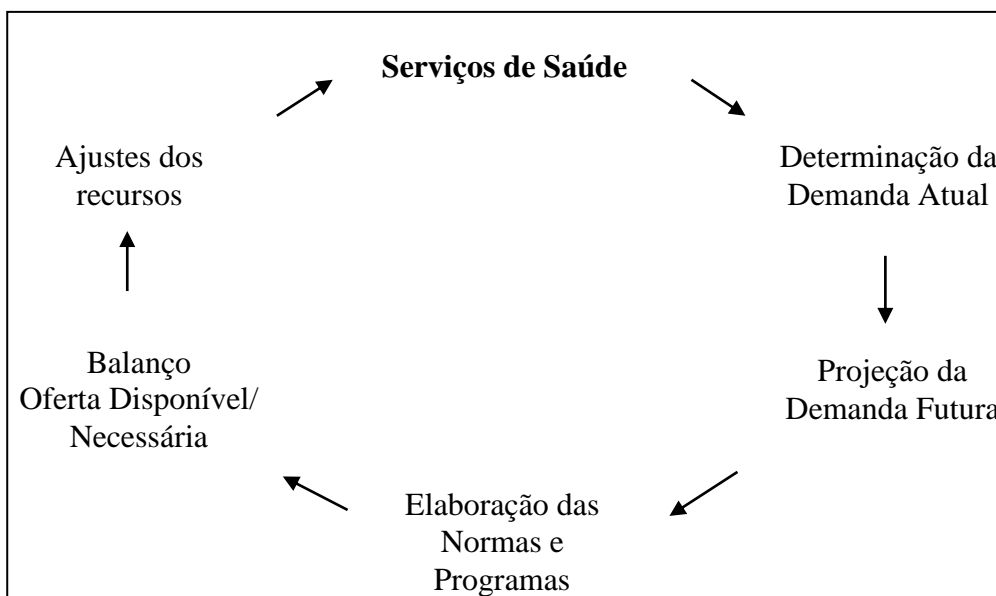 Serviços de Saúde
Determinação da
Demanda Atual
Projeção da
Demanda Futura
Elaboração das
Normas e
Programas
Balanço
Oferta Disponível/
Necessária
Ajustes dos
recursos